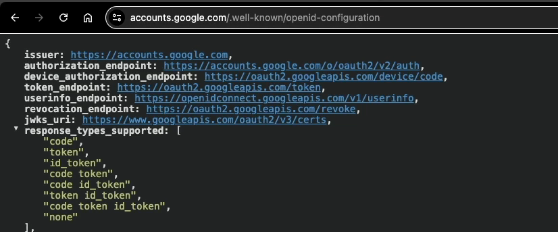 accounts.google.com/.well-known/openid-configuration
{
issuer: https://accounts.google.com,
authorization_endpoint: https://accounts.google.com/o/oauth2/v2/auth,
device_authorization_endpoint: https://oauth2.googleapis.com/device/code,
token_endpoint: https://oauth2.googleapis.com/token,
userinfo_endpoint: https://openidconnect.googleapis.com/v1/userinfo,
revocation_endpoint: https://oauth2.googleapis.com/revoke,
jwks_uri: https://www.googleapis.com/oauth2/v3/certs,
response_types_supported: [
"code",
"token",
"id_token",
"code token",
"code id_token",
"token id_token",
"code token id_token",
"none"
],